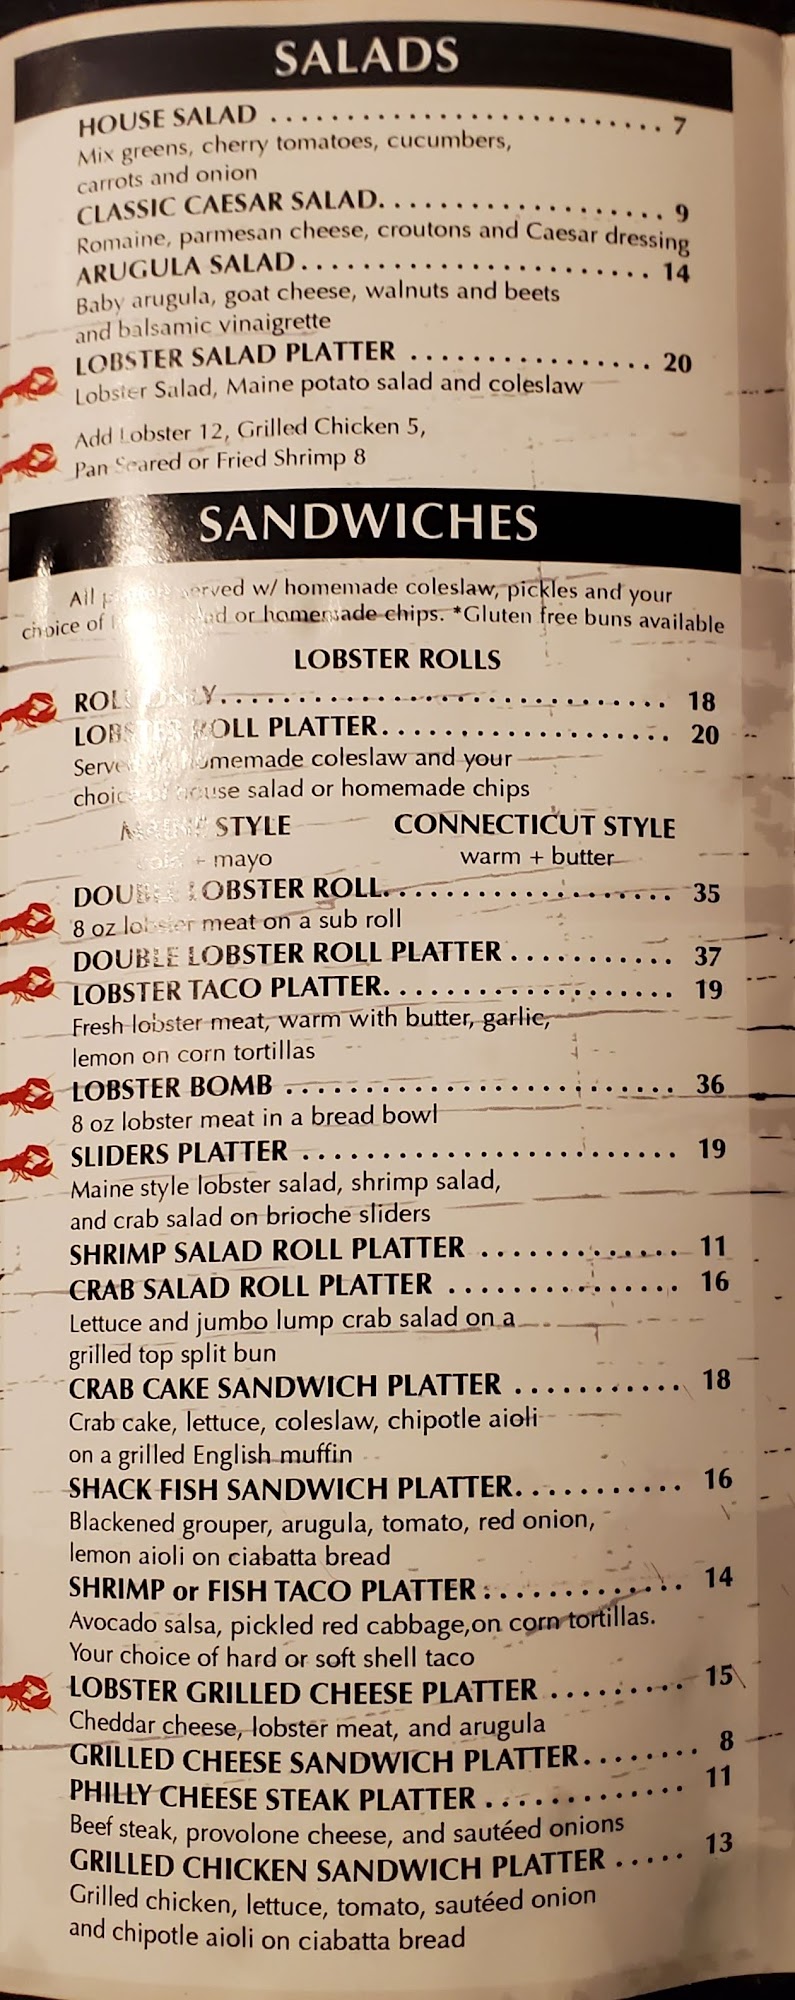 SALADS
HOUSE SALAD ........................... 7
Mix greens, cherry tomatoes, cucumbers,
carrots and onion
CLASSIC CAESAR SALAD................... 9
Romaine, parmesan cheese, croutons and Caesar dressing
ARUGULA SALAD....................... 14
Baby arugula, goat cheese, walnuts and beets
and balsamic vinaigrette
LOBSTER SALAD PLATTER ................ 20
Lobster Salad, Maine potato salad and coleslaw
Add Lobster 12, Grilled Chicken 5,
Pan Seared or Fried Shrimp 8
SANDWICHES
All served w/ homemade coleslaw, pickles and your
choice of or homemade chips. *Gluten free buns available
LOBSTER ROLLS
ROLL ONLY.............................. 18
LOBSTER ROLL PLATTER.................... 20
Served homemade coleslaw and your
choice of house salad or homemade chips
MAINE STYLE CONNECTICUT STYLE
cold + mayo warm + butter
DOUBLE LOBSTER ROLL.................... 35
8 oz lobster meat on a sub roll
DOUBLE LOBSTER ROLL PLATTER ........... 37
LOBSTER TACO PLATTER.................... 19
Fresh lobster meat, warm with butter, garlic,
lemon on corn tortillas
LOBSTER BOMB ........................... 36
8 oz lobster meat in a bread bowl
SLIDERS PLATTER .......................... 19
Maine style lobster salad, shrimp salad,
and crab salad on brioche sliders
SHRIMP SALAD ROLL PLATTER ............. 11
CRAB SALAD ROLL PLATTER ............... 16
Lettuce and jumbo lump crab salad on a
grilled top split bun
CRAB CAKE SANDWICH PLATTER ........... 18
Crab cake, lettuce, coleslaw, chipotle aioli
on a grilled English muffin
SHACK FISH SANDWICH PLATTER........... 16
Blackened grouper, arugula, tomato, red onion,
lemon aioli on ciabatta bread
SHRIMP or FISH TACO PLATTER ............. 14
Avocado salsa, pickled red cabbage,on corn tortillas.
Your choice of hard or soft shell taco
LOBSTER GRILLED CHEESE PLATTER ......... 15
Cheddar cheese, lobster meat, and arugula
GRILLED CHEESE SANDWICH PLATTER........ 8
PHILLY CHEESE STEAK PLATTER ............. 11
Beef steak, provolone cheese, and sautéed onions
GRILLED CHICKEN SANDWICH PLATTER ..... 13
Grilled chicken, lettuce, tomato, sautéed onion
and chipotle aioli on ciabatta bread